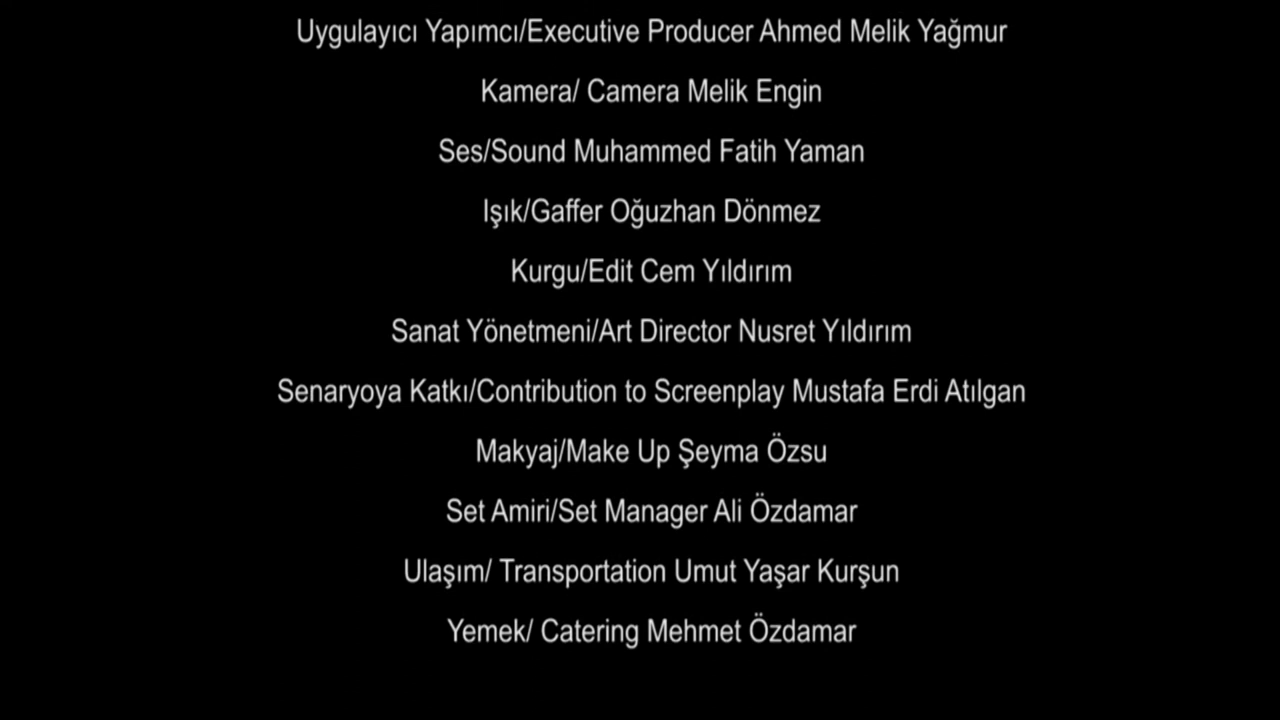 Uygulayıcı Yapımcı/Executive Producer Ahmed Melik Yağmur
Kamera/ Camera Melik Engin
Ses/Sound Muhammed Fatih Yaman
Işık/Gaffer Oğuzhan Dönmez
Kurgu/Edit Cem Yıldırım
Sanat Yönetmeni/Art Director Nusret Yıldırım
Senaryoya Katkı/Contribution to Screenplay Mustafa Erdi Atılgan
Makyaj/Make Up Şeyma Özsu
Set Amiri/Set Manager Ali Özdamar
Ulaşım/ Transportation Umut Yaşar Kurşun
Yemek/ Catering Mehmet Özdamar